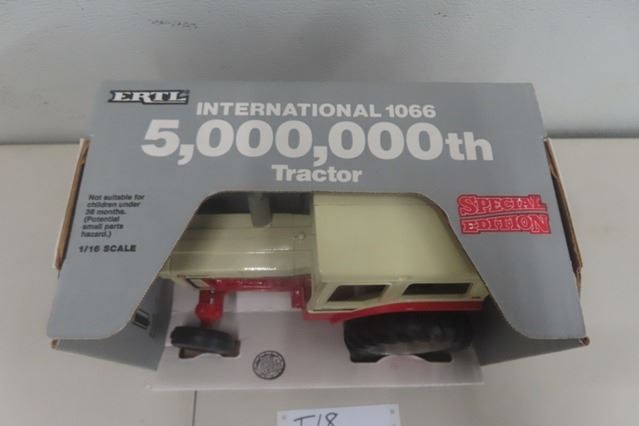 ERTL
INTERNATIONAL 1066
5,000,000th
Tractor
Not suitable for
children under
36 months.
(Potential
small parts
hazard.)
1/16 SCALE
SPECIAL
EDITION
T18